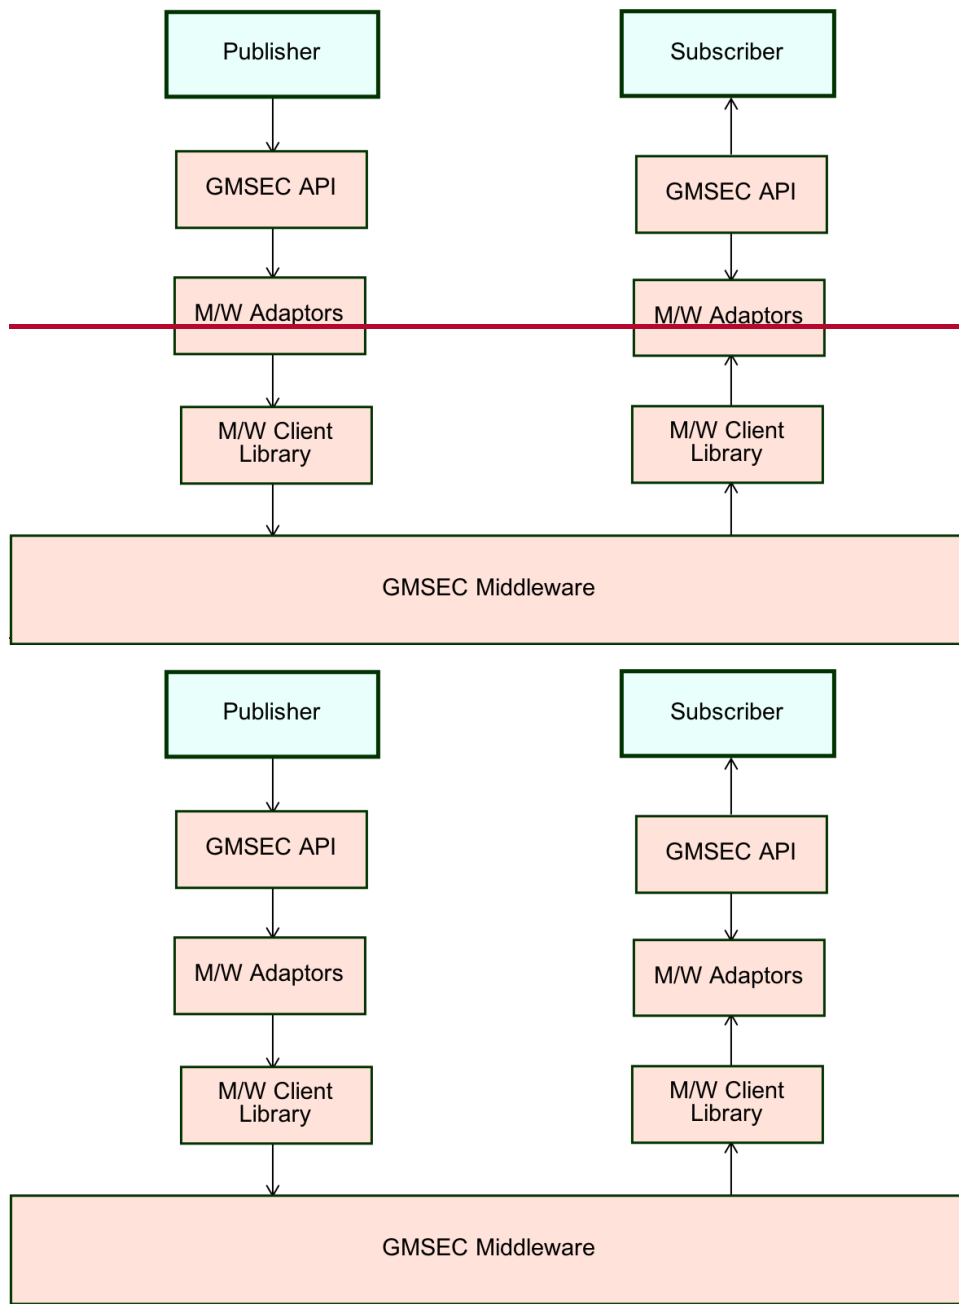 Publisher
Subscriber
GMSEC API
GMSEC API
M/W Adaptors
M/W Adaptors
M/W Client
Library
M/W Client
Library
GMSEC Middleware
Publisher
Subscriber
GMSEC API
GMSEC API
M/W Adaptors
M/W Adaptors
M/W Client
Library
M/W Client
Library
GMSEC Middleware